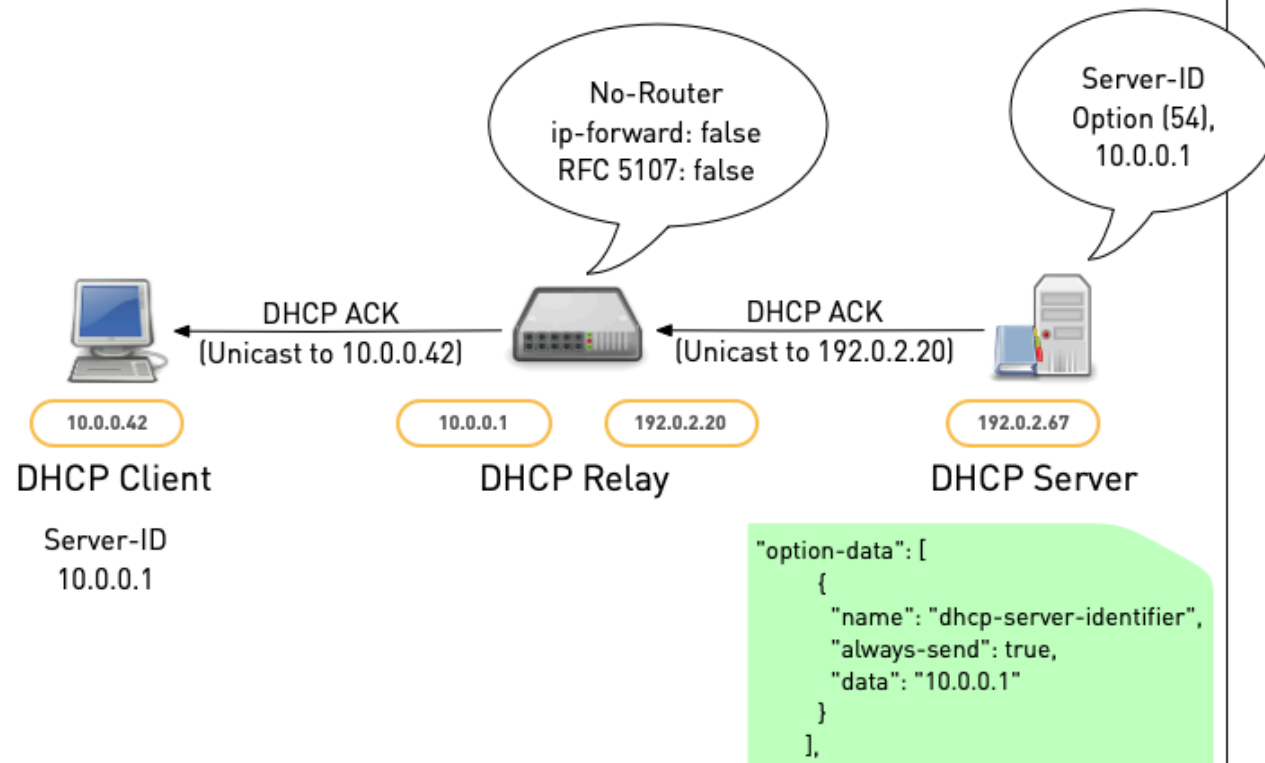 No-Router
ip-forward: false
RFC 5107: false
Server-ID
Option (54),
10.0.0.1
DHCP ACK
(Unicast to 10.0.0.42)
DHCP ACK
(Unicast to 192.0.2.20)
10.0.0.42
10.0.0.1
192.0.2.20
192.0.2.67
DHCP Client
DHCP Relay
DHCP Server
Server-ID
10.0.0.1
"option-data": [
{
"name": "dhcp-server-identifier",
"always-send": true,
"data": "10.0.0.1"
}
],